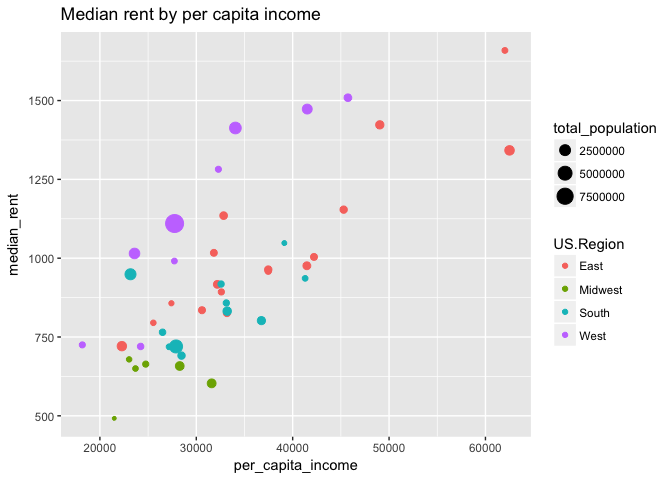 Median rent by per capita income
median_rent
1500
1250
1000
750
500
20000 30000 40000 50000 60000
per_capita_income
total_population
2500000
5000000
7500000
US.Region
East
Midwest
South
West